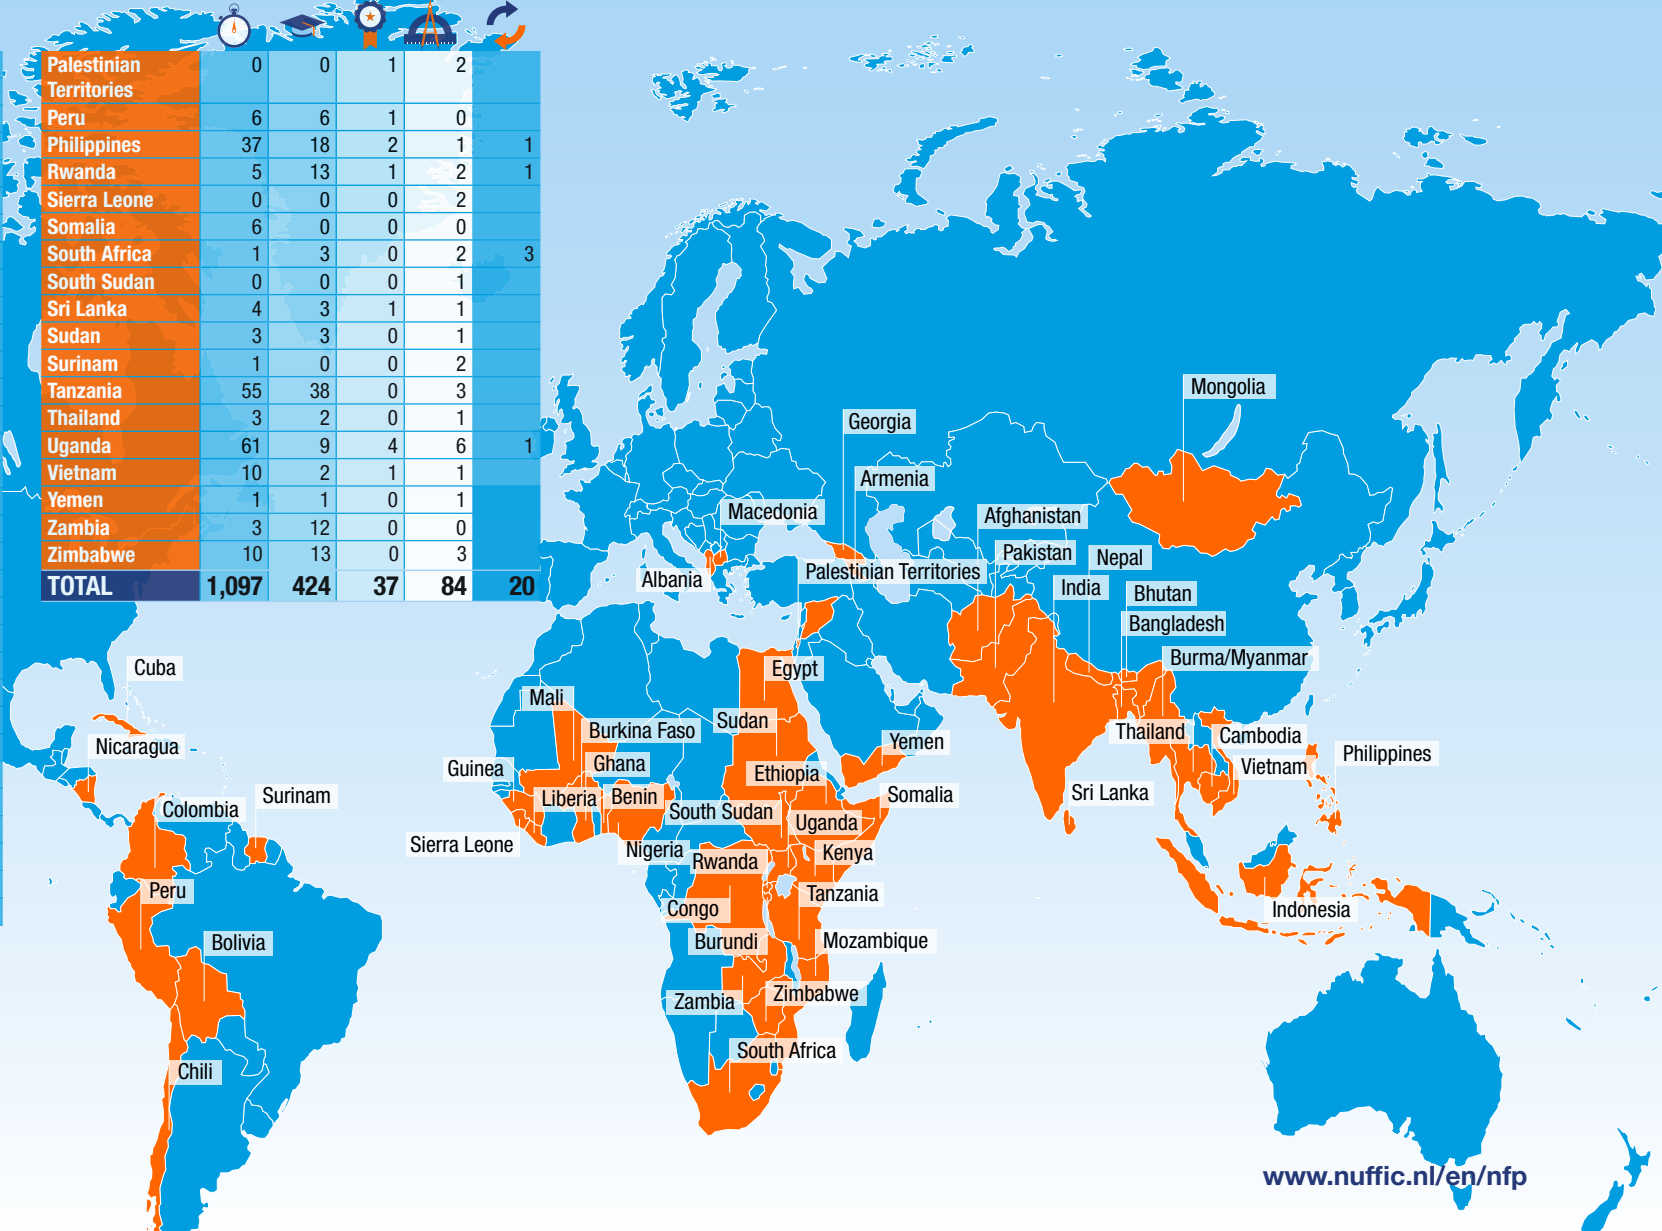 Palestinian
Territories 0 0 1 2
Peru 6 6 1 0
Philippines 37 18 2 1 1
Rwanda 5 13 1 2 1
Sierra Leone 0 0 0 2
Somalia 6 0 0 0
South Africa 1 3 0 2 3
South Sudan 0 0 0 1
Sri Lanka 4 3 1 1
Sudan 3 3 0 1
Surinam 1 0 0 2
Tanzania 55 38 0 3
Thailand 3 2 0 1
Uganda 61 9 4 6 1
Vietnam 10 2 1 1
Yemen 1 1 0 1
Zambia 3 12 0 0
Zimbabwe 10 13 0 3
TOTAL 1,097 424 37 84 20
Mongolia
Georgia
Armenia
Macedonia
Afghanistan
Pakistan
Nepal
Albania
Palestinian Territories
India
Bhutan
Bangladesh
Burma/Myanmar
Cuba
Egypt
Mali
Sudan
Burkina Faso
Thailand
Cambodia
Nicaragua
Yemen
Philippines
Guinea
Ghana
Ethiopia
Vietnam
Colombia
Surinam
Liberia
Benin
Somalia
Sri Lanka
South Sudan
Uganda
Sierra Leone
Nigeria
Rwanda
Kenya
Peru
Tanzania
Congo
Indonesia
Bolivia
Burundi
Mozambique
Zambia
Zimbabwe
South Africa
Chili
www.nuffic.nl/en/nfp